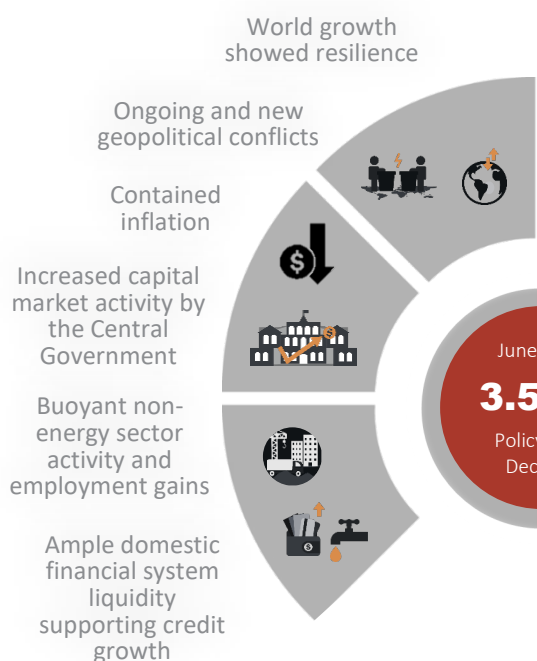 World growth
showed resilience
Ongoing and new
geopolitical conflicts
Contained
inflation
Increased capital
market activity by
the Central
Government
Buoyant non-
energy sector
activity and
employment gains
Ample domestic
financial system
liquidity
supporting credit
growth
June
3.5
Policy